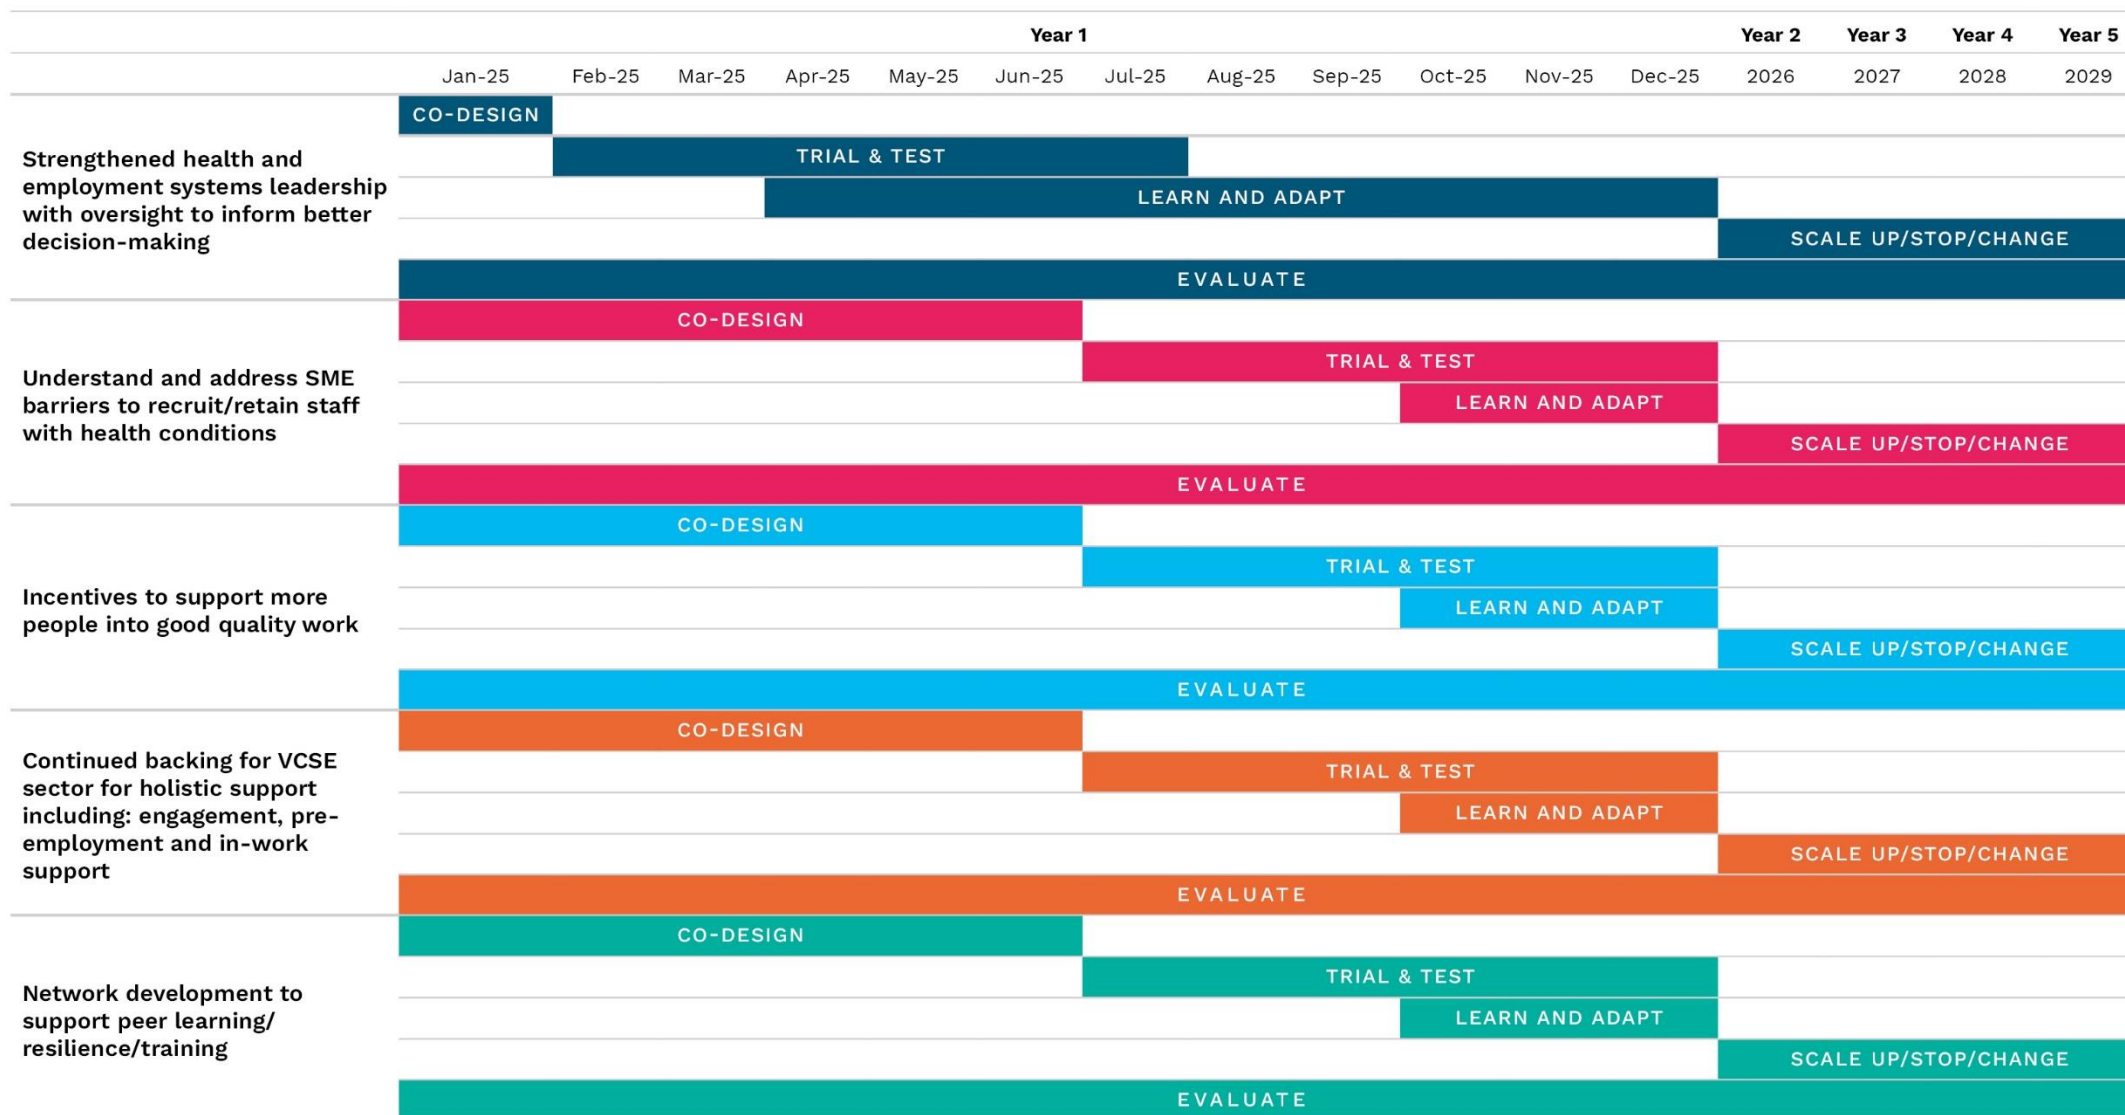 Year 1 Year 2 Year 3 Year 4 Year 5
Jan-25 Feb-25 Mar-25 Apr-25 May-25 Jun-25 Jul-25 Aug-25 Sep-25 Oct-25 Nov-25 Dec-25 2026 2027 2028 2029
Strengthened health and
employment systems leadership
with oversight to inform better
decision-making
CO-DESIGN
TRIAL & TEST
LEARN AND ADAPT
SCALE UP/STOP/CHANGE
EVALUATE
Understand and address SME
barriers to recruit/retain staff
with health conditions
CO-DESIGN
TRIAL & TEST
LEARN AND ADAPT
SCALE UP/STOP/CHANGE
EVALUATE
Incentives to support more
people into good quality work
CO-DESIGN
TRIAL & TEST
LEARN AND ADAPT
SCALE UP/STOP/CHANGE
EVALUATE
Continued backing for VCSE
sector for holistic support
including: engagement, pre-
employment and in-work
support
CO-DESIGN
TRIAL & TEST
LEARN AND ADAPT
SCALE UP/STOP/CHANGE
EVALUATE
Network development to
support peer learning/
resilience/training
CO-DESIGN
TRIAL & TEST
LEARN AND ADAPT
SCALE UP/STOP/CHANGE
EVALUATE